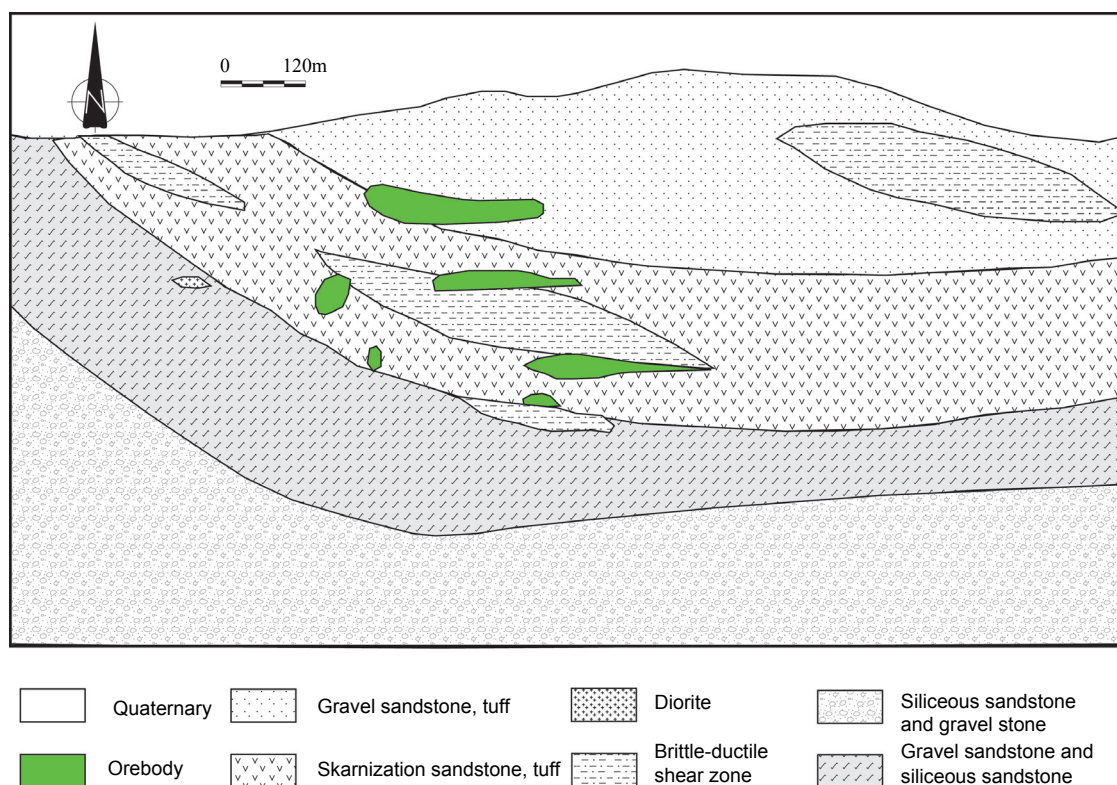 N
0 120m
Quaternary
Gravel sandstone, tuff
Diorite
Siliceous sandstone
and gravel stone
Orebody
Skarnization sandstone, tuff
Brittle-ductile
shear zone
Gravel sandstone and
siliceous sandstone